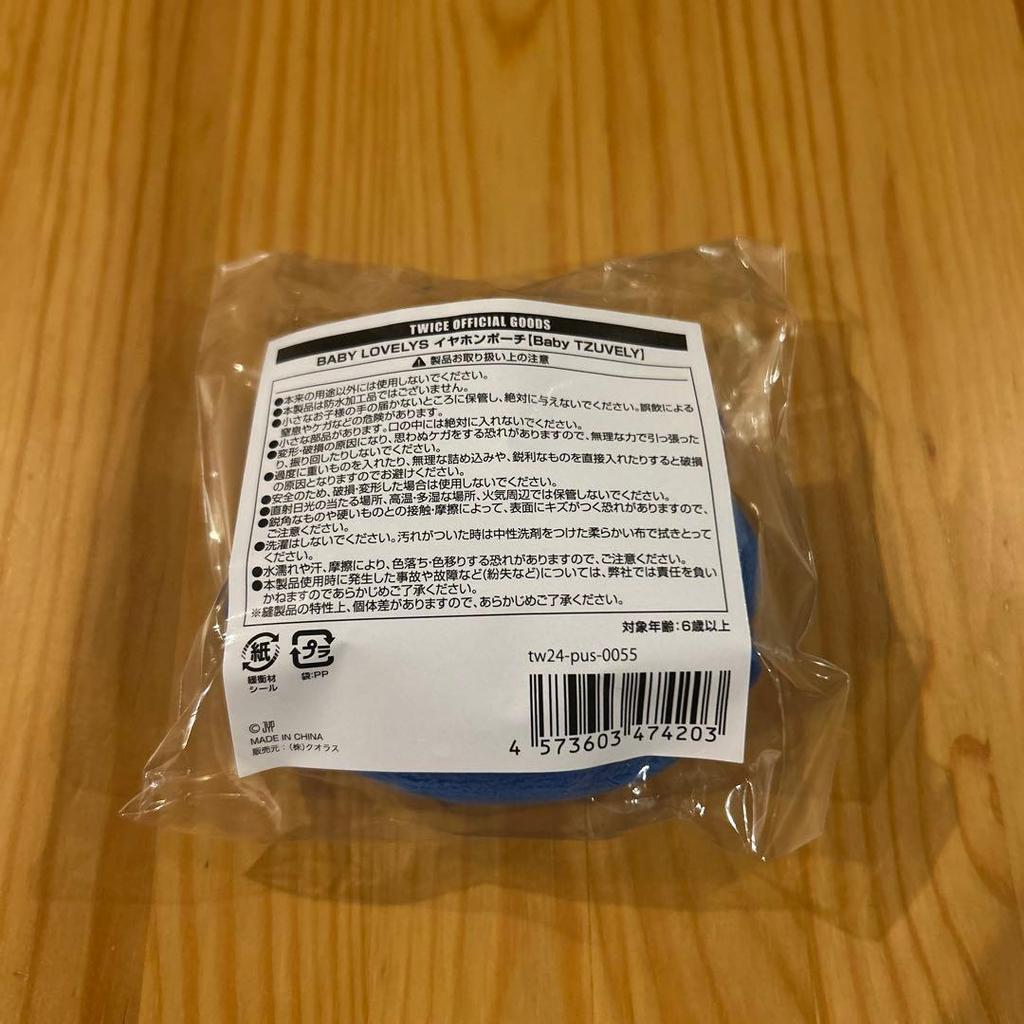 TWICE OFFICIAL GOODS
BABY LOVELYS イヤホンポーチ【Baby TZUVELY】
製品お取り扱い上の注意
●本来の用途以外には使用しないでください。
●本製品は防水加工品ではございません。
●小さなお子様の手の届かないところに保管し、絶対に与えないでください。誤飲による
窒息やケガなどの危険があります。
●小さな部品があります。口の中には絶対に入れないでください。
●変形・破損の原因になり、思わぬケガをする恐れがありますので、無理な力で引っ張った
り、振り回したりしないでください。
●過度に重いものを入れたり、無理な詰め込みや、鋭利なものを直接入れたりすると破損
の原因となりますのでお避けください。
●安全のため、破損・変形した場合は使用しないでください。
●直射日光の当たる場所、高温・多湿な場所、火気周辺では保管しないでください。
●鋭角なものや硬いものとの接触・摩擦によって、表面にキズがつく恐れがありますので、
ご注意ください。
●洗濯はしないでください。汚れがついた時は中性洗剤をつけた柔らかい布で拭きとって
ください。
●水濡れや汗、摩擦により、色落ち・色移りする恐れがありますので、ご注意ください。
●本製品使用時に発生した事故や故障など(紛失など)については、弊社では責任を負い
かねますのであらかじめご了承ください。
※縫製品の特性上、個体差がありますので、あらかじめご了承ください。
対象年齢:6歳以上
紙
緩衝材
シール
プラ
袋:PP
tw24-pus-0055
4 573603 474203
© JYP
MADE IN CHINA
販売元:(株)クオラス